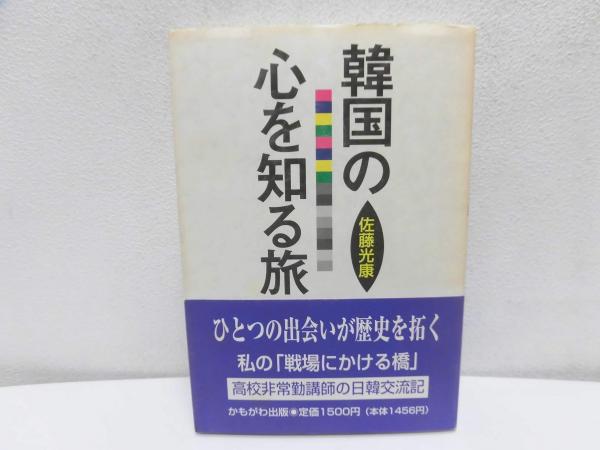 韓国の
心を知る旅
佐藤光康
ひとつの出会いが歴史を拓く
私の「戦場にかける橋」
高校非常勤講師の日韓交流記
かもがわ出版◉定価1500円（本体1456円）